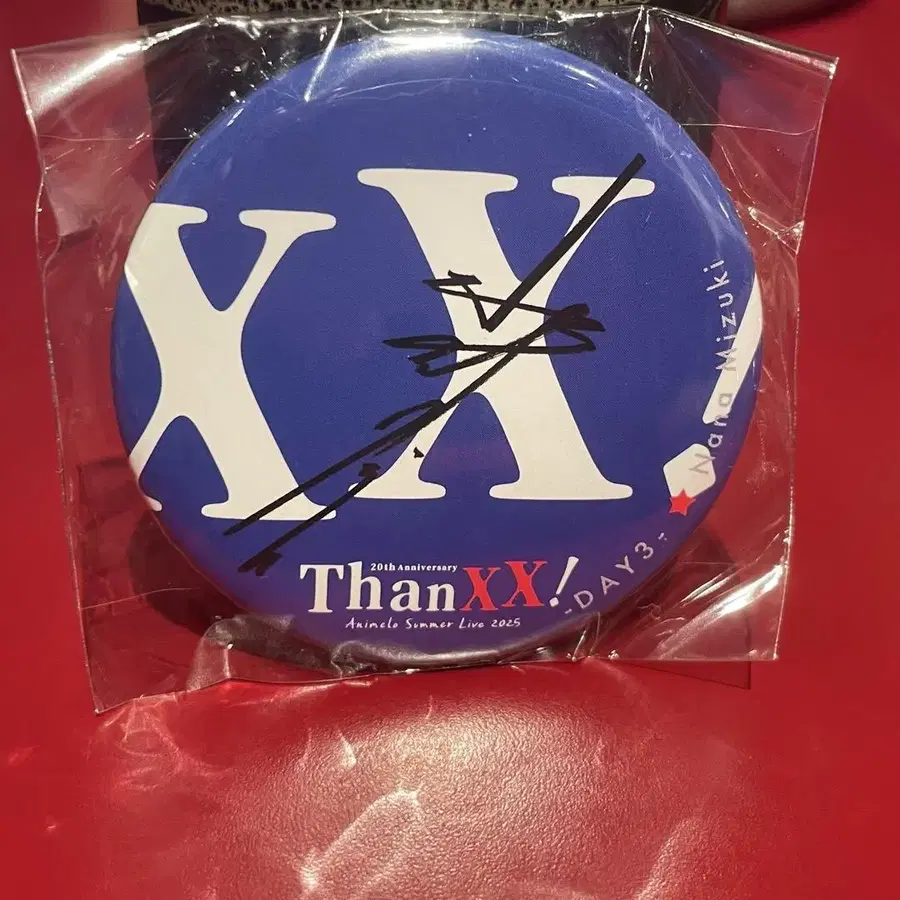 XX!
20th Anniversary
ThanXX!
Animelo Summer Live 2025
-DAY3-
Nana Mizuki